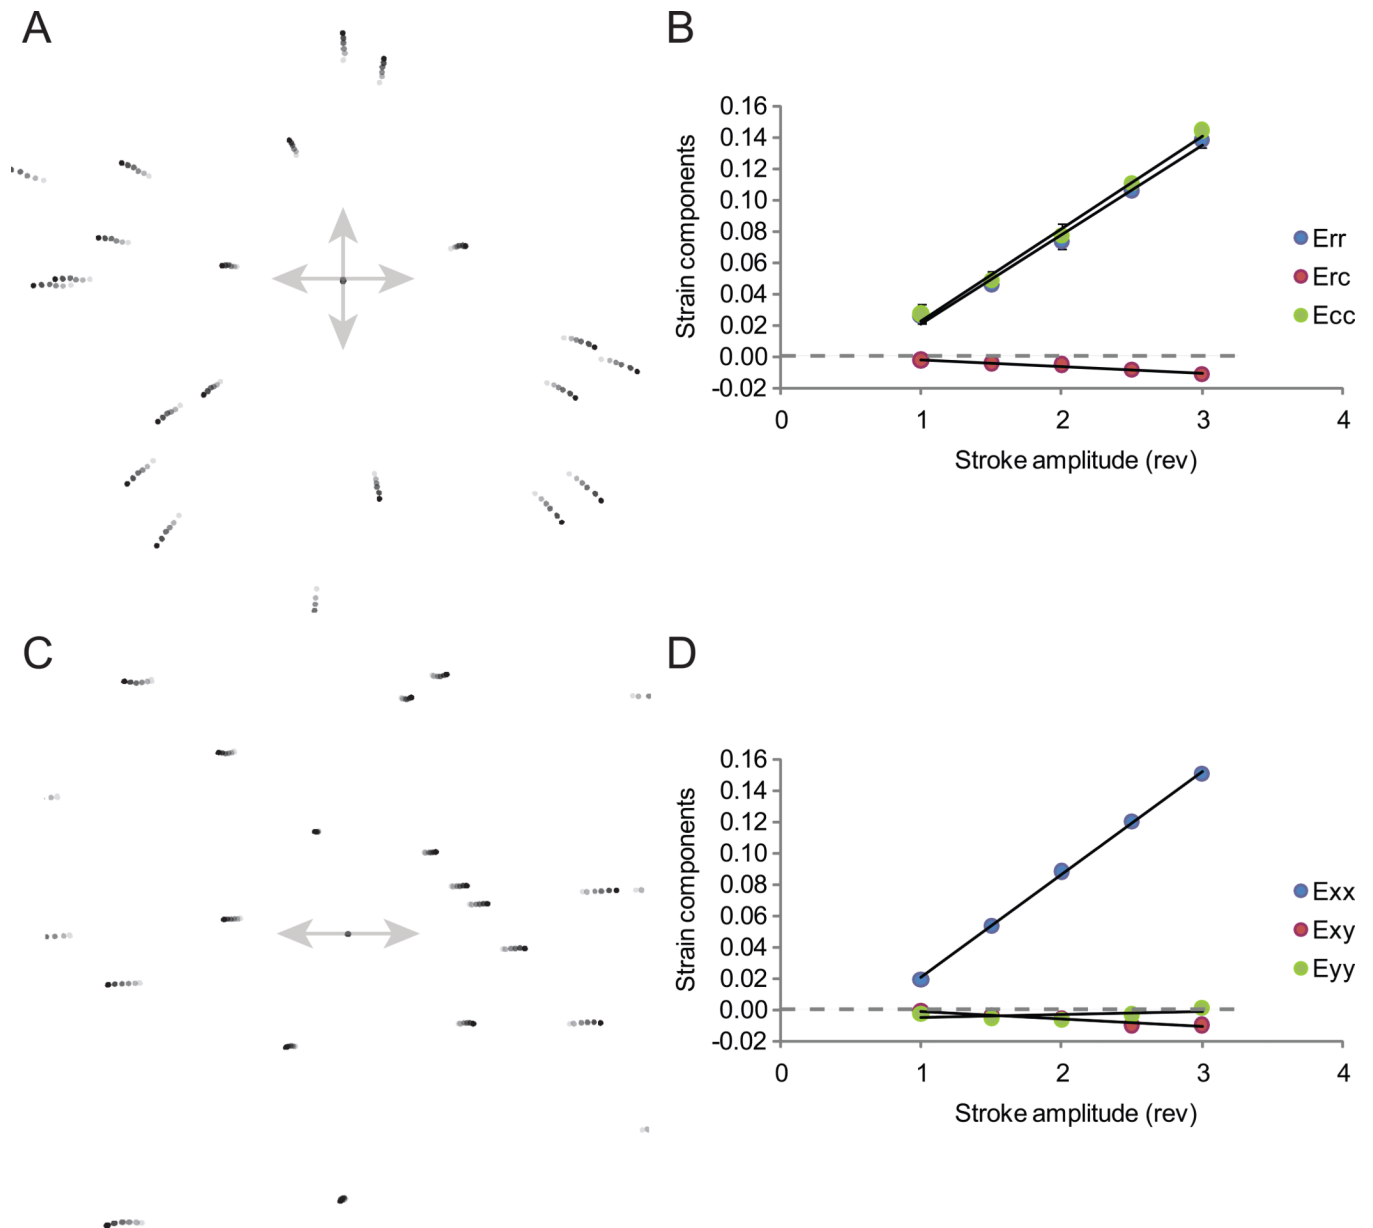 A
B
Strain components
0.16
0.14
0.12
0.10
0.08
0.06
0.04
0.02
0.00
-0.02
0 1 2 3 4
Stroke amplitude (rev)
Err
Erc
Ecc
C
D
Strain components
0.16
0.14
0.12
0.10
0.08
0.06
0.04
0.02
0.00
-0.02
0 1 2 3 4
Stroke amplitude (rev)
Exx
Exy
Eyy